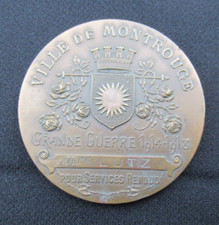 VILLE DE MONTROUGE
GRANDE GUERRE 1914-1918
LUTZ
POUR SERVICES RENDUS